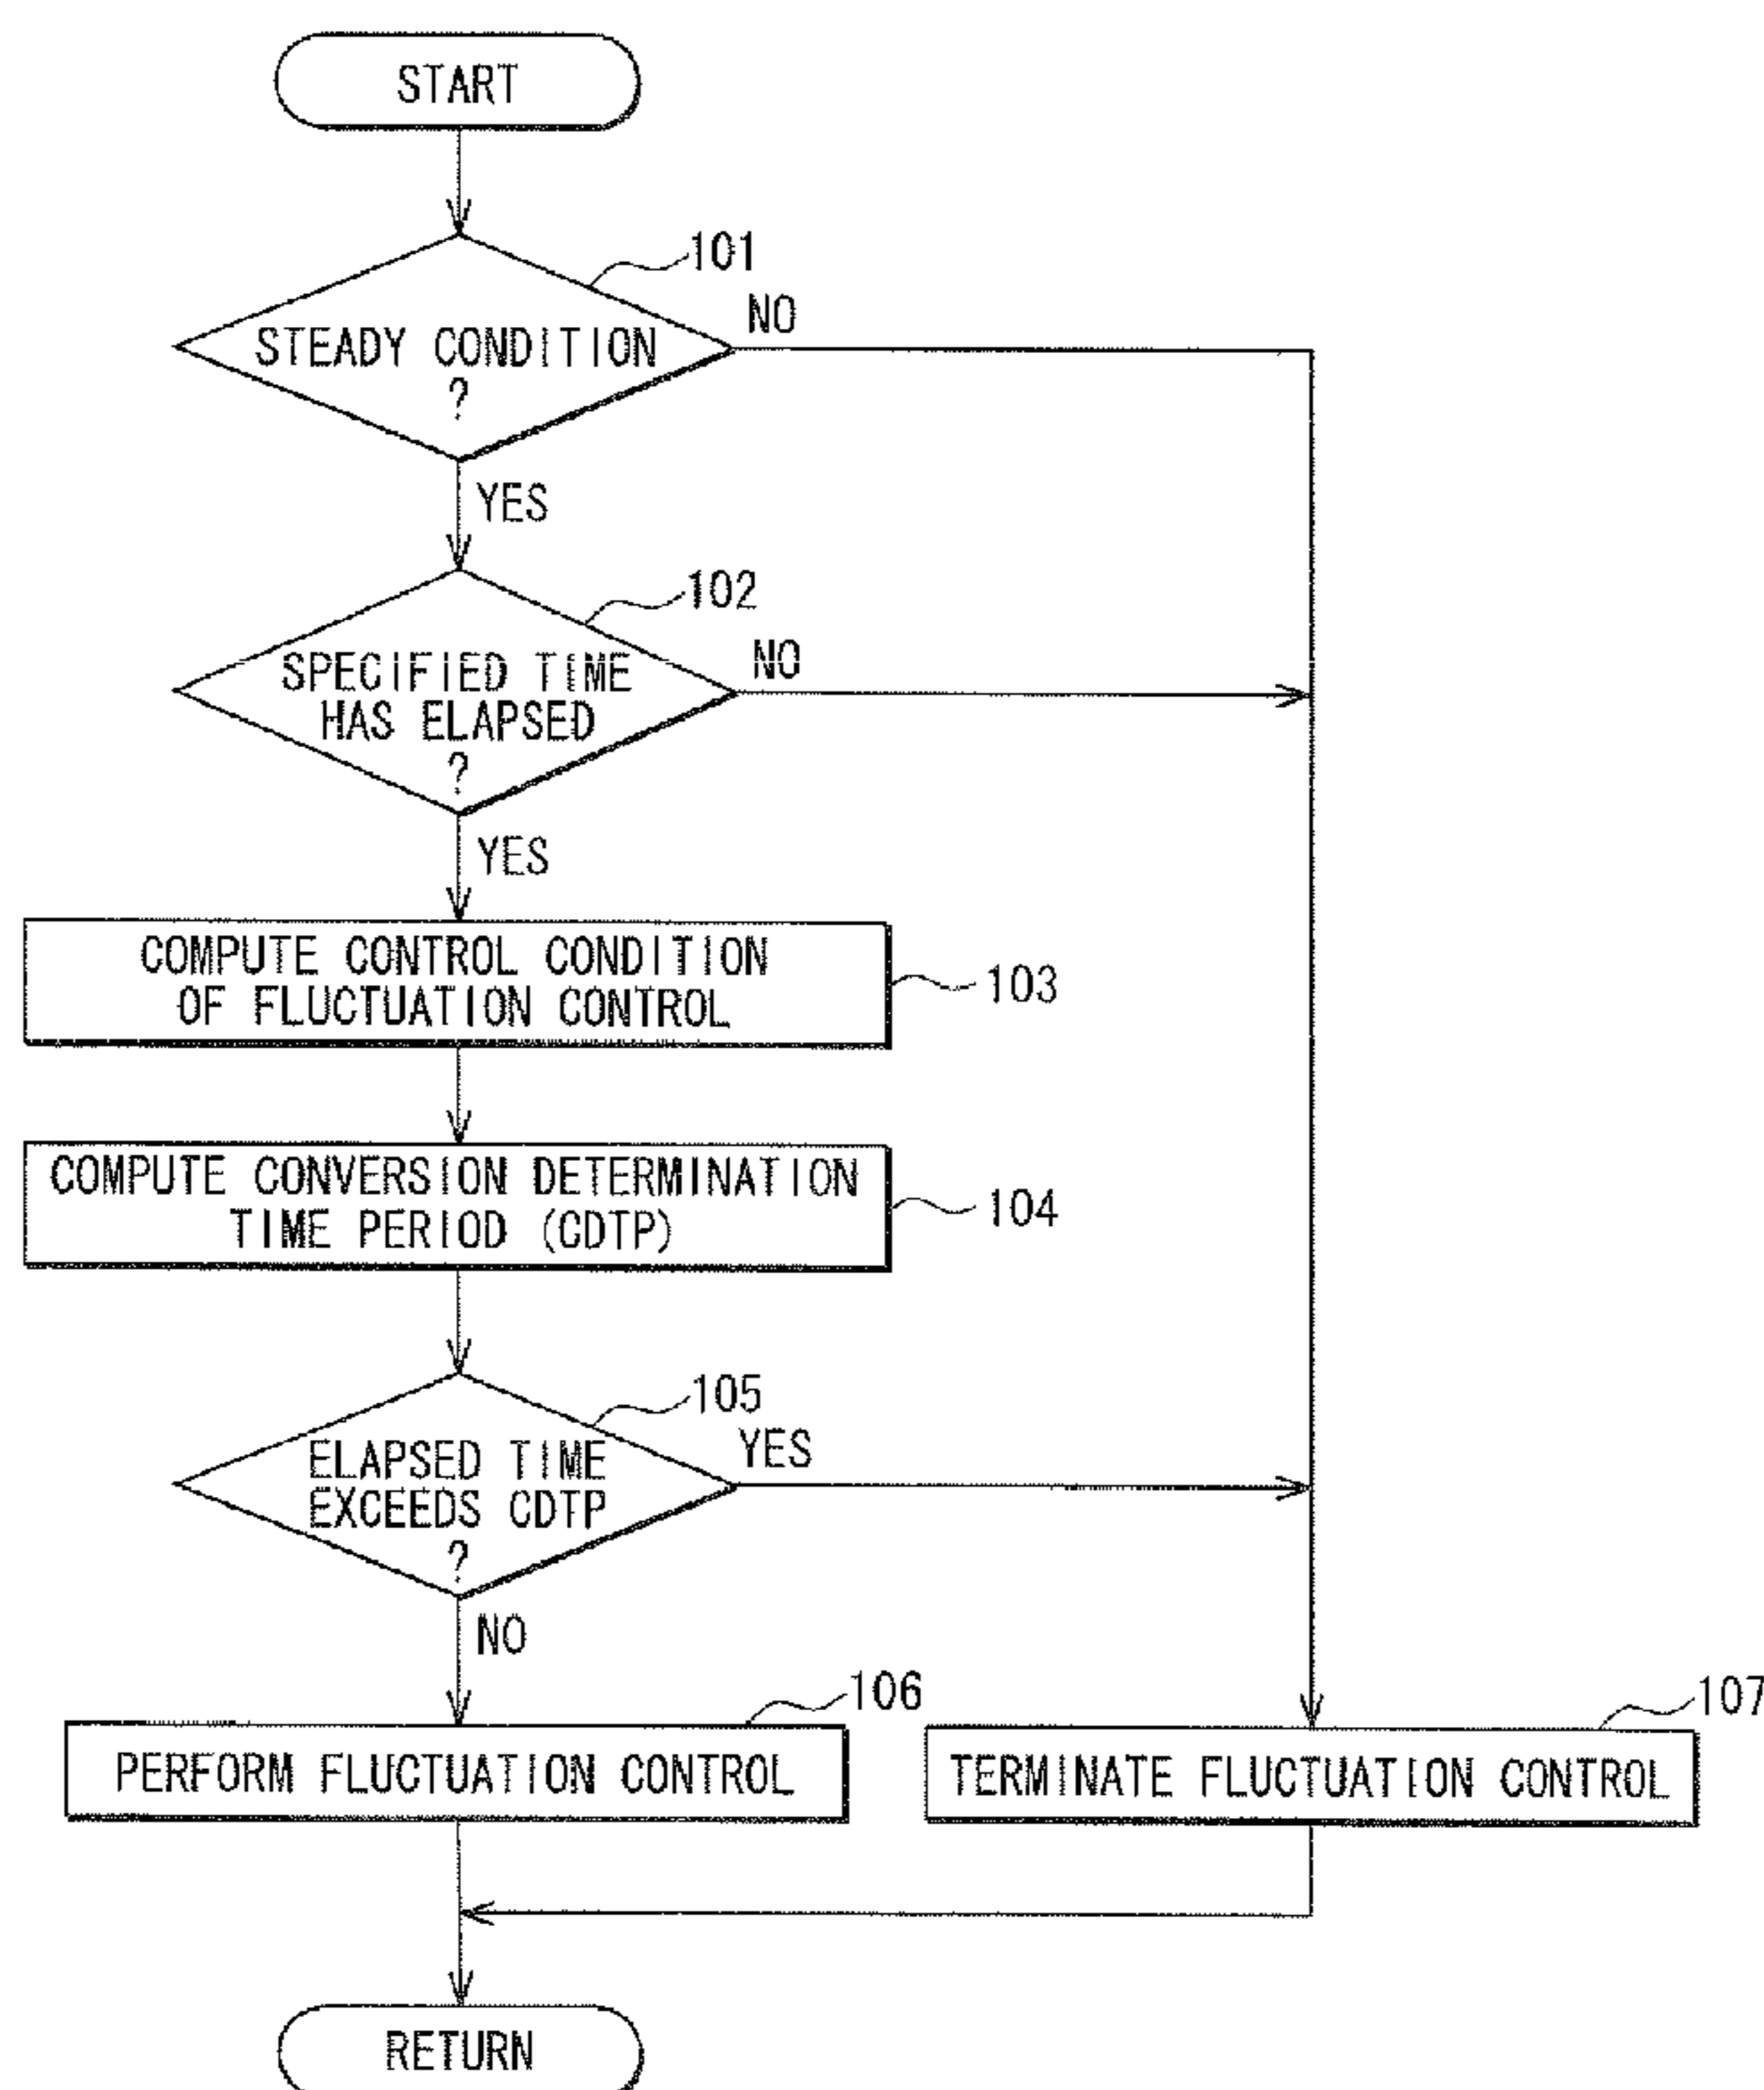 START
101
NO
STEADY CONDITION
?
YES
102
NO
SPECIFIED TIME
HAS ELAPSED
?
YES
COMPUTE CONTROL CONDITION
OF FLUCTUATION CONTROL
103
COMPUTE CONVERSION DETERMINATION
TIME PERIOD (CDTP)
104
105
YES
ELAPSED TIME
EXCEEDS CDTP
?
NO
106
PERFORM FLUCTUATION CONTROL
107
TERMINATE FLUCTUATION CONTROL
RETURN